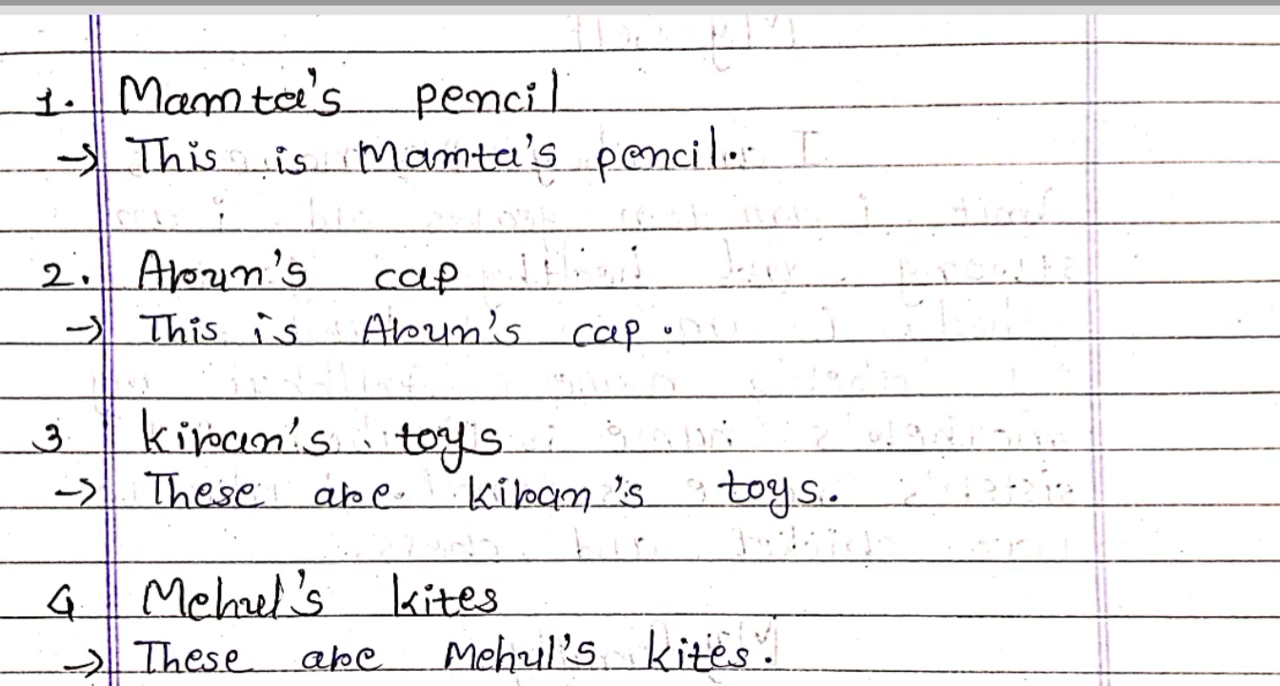 1. Mamta's pencil
→ This is Mamta's pencil.
2. Arun's cap
→ This is Arun's cap.
3 Kiran's toys
→ These are Kiran's toys.
4 Mehul's kites
→ These are Mehul's kites.